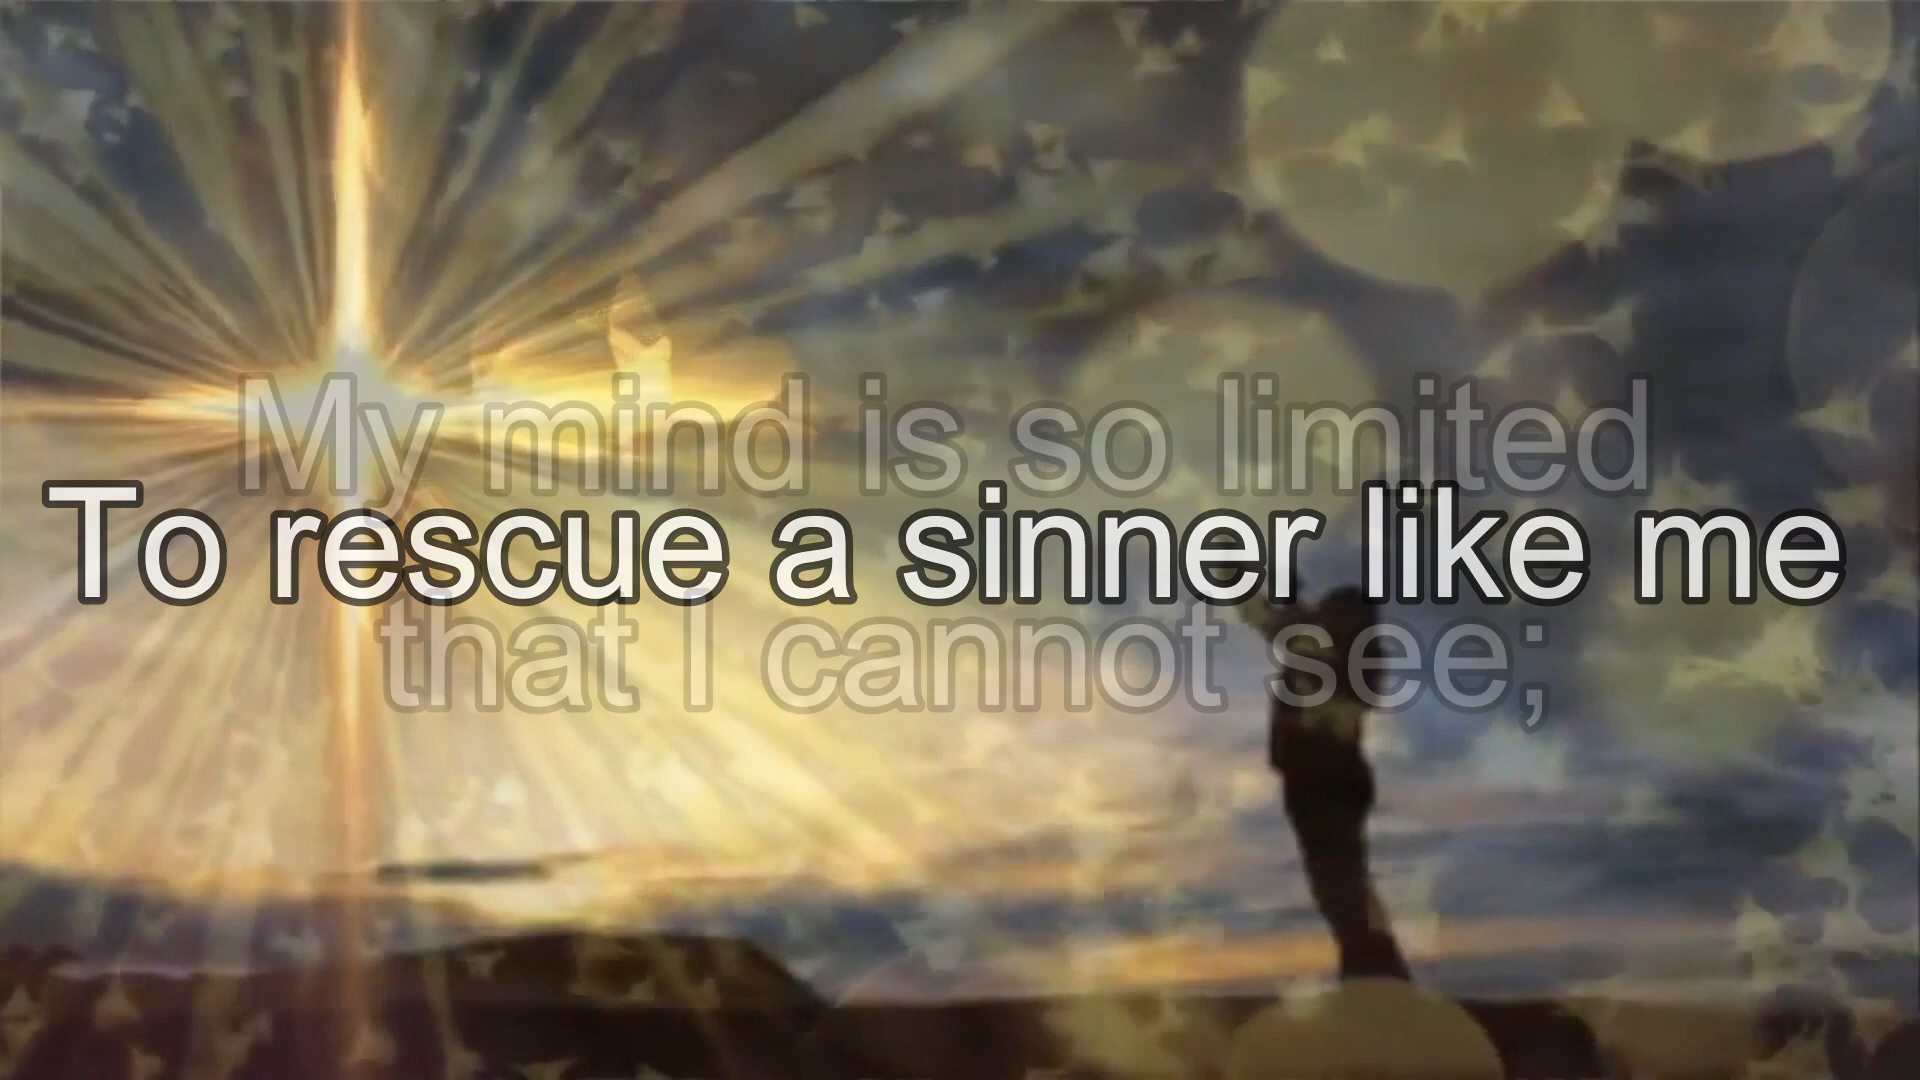 My mind is so limited
To rescue a sinner like me
that I cannot see;